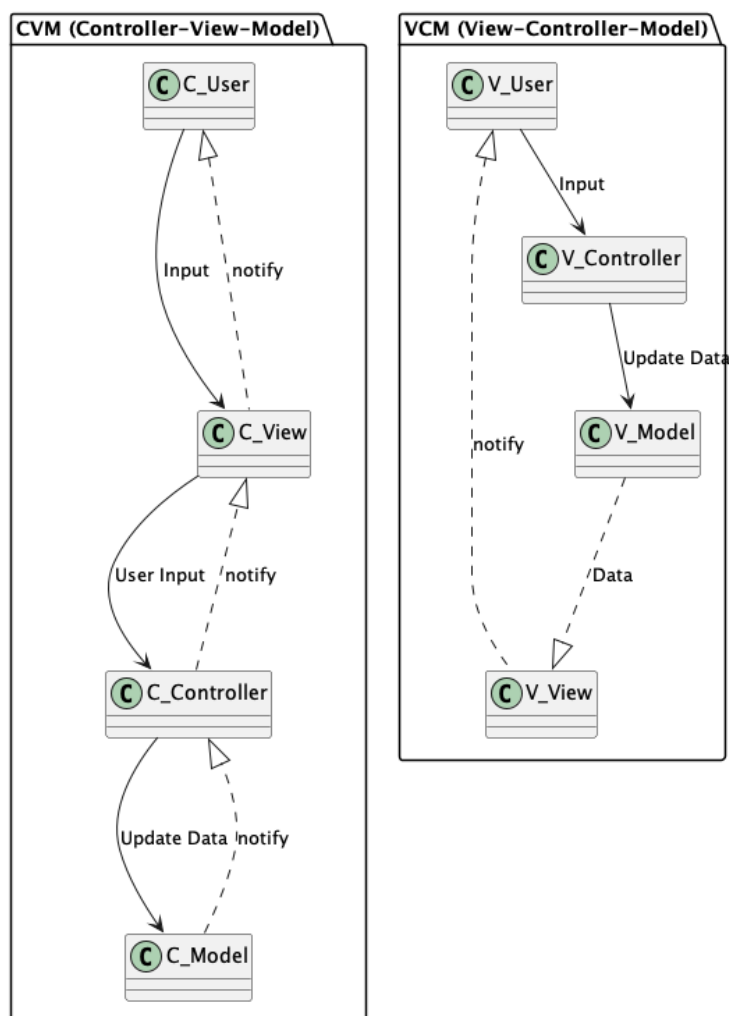 CVM (Controller-View-Model)
C C_User
Input
notify
C C_View
User Input
notify
C C_Controller
Update Data
notify
C C_Model
VCM (View-Controller-Model)
C V_User
Input
C V_Controller
Update Data
C V_Model
notify
Data
C V_View